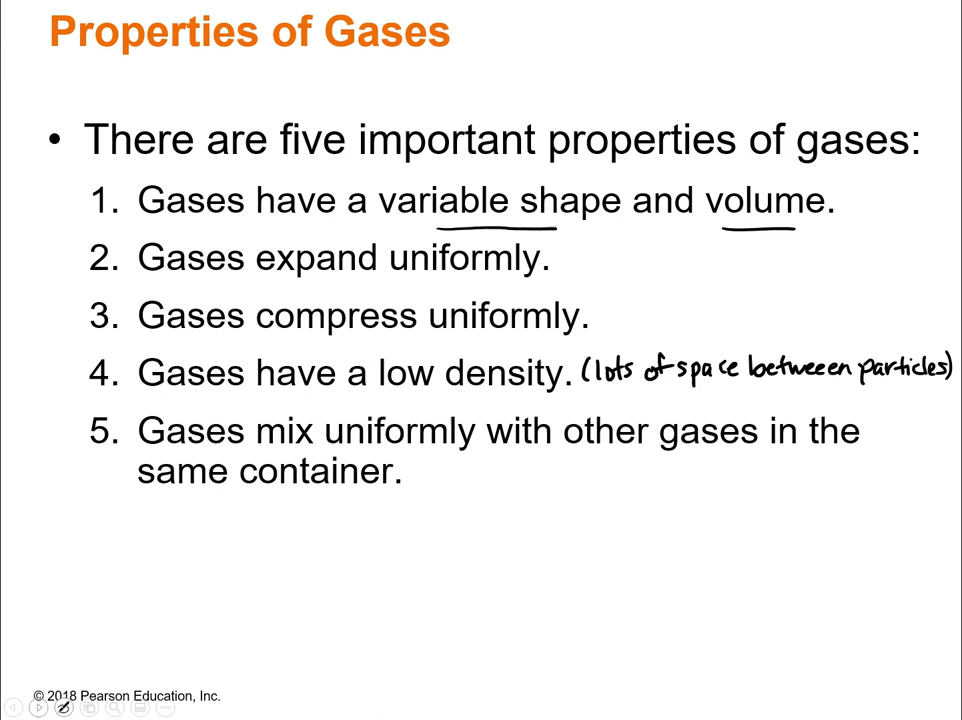 Properties of Gases
• There are five important properties of gases:
1. Gases have a variable shape and volume.
2. Gases expand uniformly.
3. Gases compress uniformly.
4. Gases have a low density. (lots of space betweeen particles)
5. Gases mix uniformly with other gases in the
same container.
© 2018 Pearson Education, Inc.